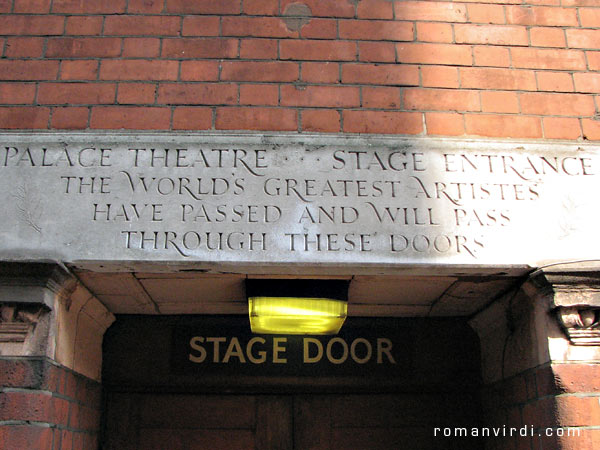 PALACE THEATRE · · STAGE ENTRANCE
THE WORLD'S GREATEST ARTISTES
HAVE PASSED AND WILL PASS
THROUGH THESE DOORS
STAGE DOOR
romanvirdi.com